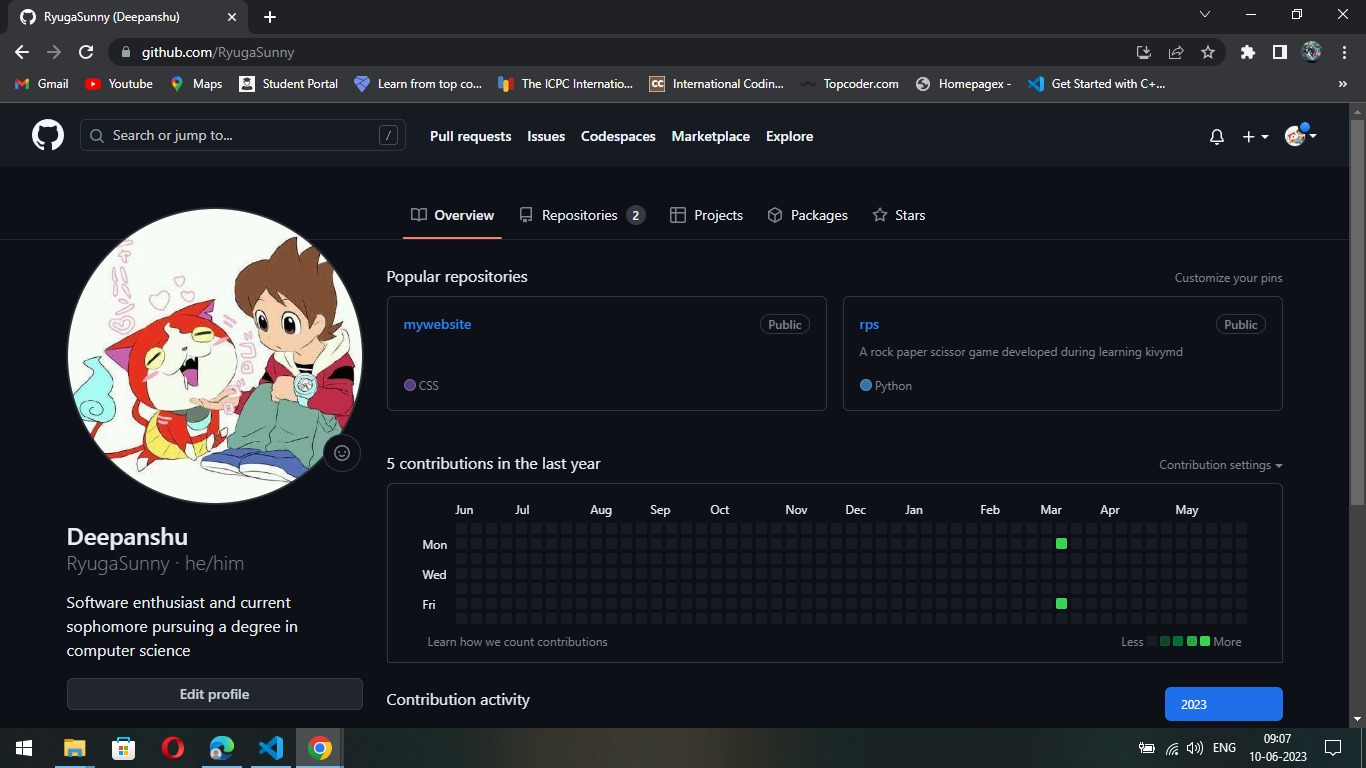 RyugaSunny (Deepanshu)
github.com/RyugaSunny
Gmail
Youtube
Maps
Student Portal
Learn from top co...
The ICPC Internatio...
CC
International Codin...
Topcoder.com
Homepagex -
Get Started with C+...
»
Search or jump to...
/
Pull requests
Issues
Codespaces
Marketplace
Explore
Overview
Repositories 2
Projects
Packages
Stars
Popular repositories
Customize your pins
mywebsite
Public
CSS
rps
Public
A rock paper scissor game developed during learning kivymd
Python
5 contributions in the last year
Contribution settings
Jun Jul Aug Sep Oct Nov Dec Jan Feb Mar Apr May
Mon
Wed
Fri
Learn how we count contributions
Less
More
Deepanshu
RyugaSunny · he/him
Software enthusiast and current
sophomore pursuing a degree in
computer science
Edit profile
Contribution activity
2023
ENG
09:07
10-06-2023